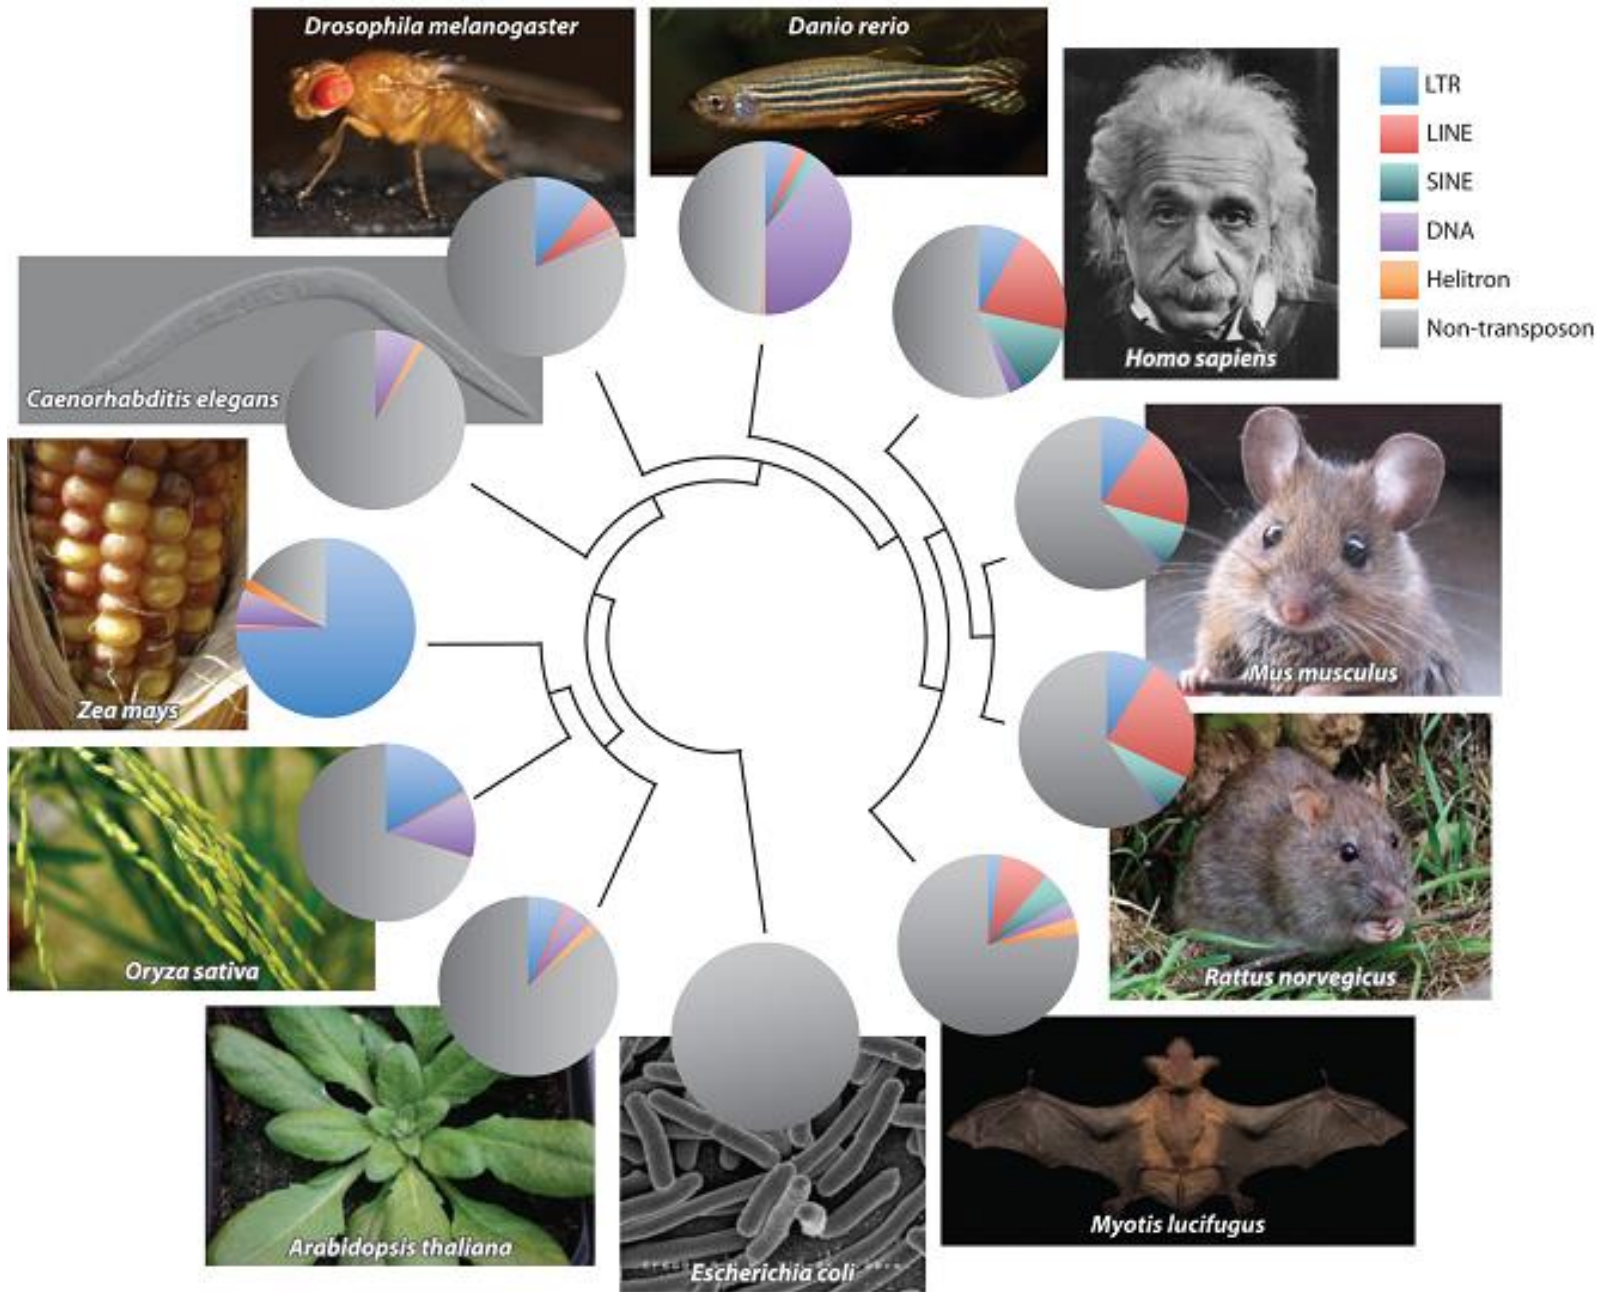 Drosophila melanogaster
Danio rerio
LTR
LINE
SINE
DNA
Helitron
Non-transposon
Homo sapiens
Caenorhabditis elegans
Mus musculus
Zea mays
Oryza sativa
Rattus norvegicus
Arabidopsis thaliana
Escherichia coli
Myotis lucifugus